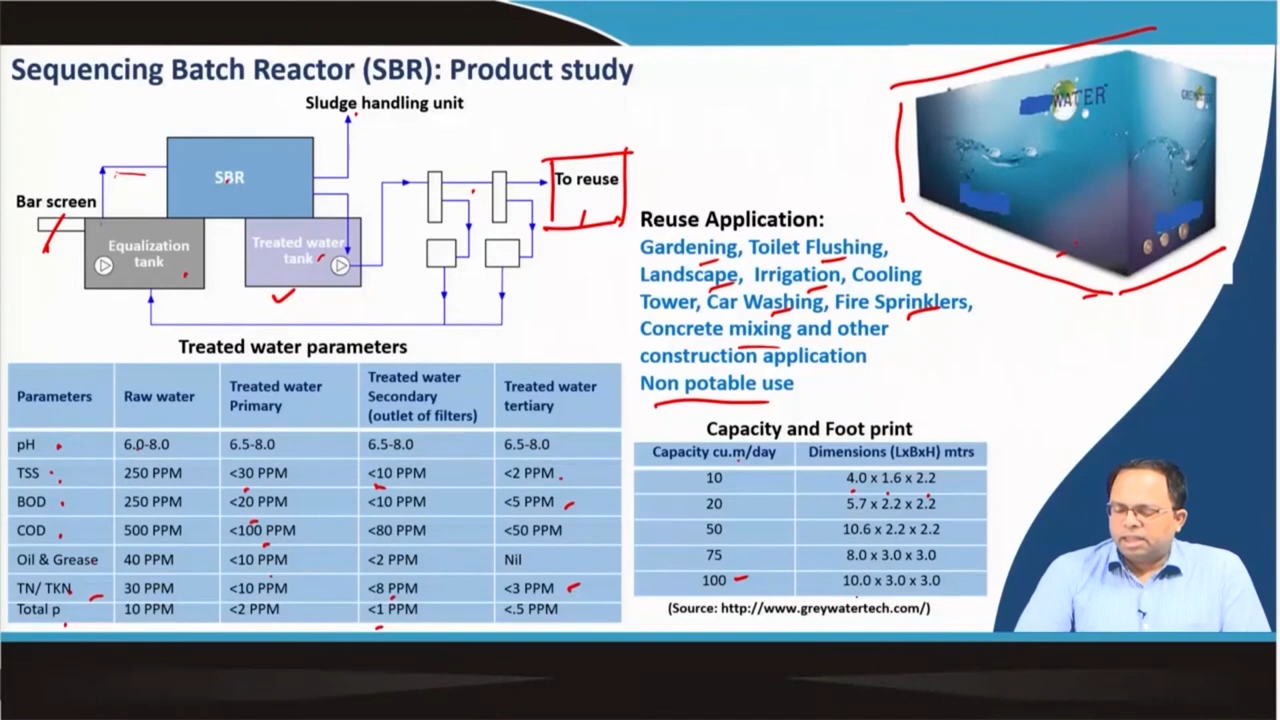 Sequencing Batch Reactor (SBR): Product study
Sludge handling unit
SBR
Bar screen
Equalization
tank
Treated water
tank
To reuse
WATER
Reuse Application:
Gardening, Toilet Flushing,
Landscape, Irrigation, Cooling
Tower, Car Washing, Fire Sprinklers,
Concrete mixing and other
construction application
Non potable use
Treated water parameters
Parameters Raw water Treated water Primary Treated water Secondary (outlet of filters) Treated water tertiary
pH 6.0-8.0 6.5-8.0 6.5-8.0 6.5-8.0
TSS 250 PPM <30 PPM <10 PPM <2 PPM
BOD 250 PPM <20 PPM <10 PPM <5 PPM
COD 500 PPM <100 PPM <80 PPM <50 PPM
Oil & Grease 40 PPM <10 PPM <2 PPM Nil
TN/ TKN 30 PPM <10 PPM <8 PPM <3 PPM
Total p 10 PPM <2 PPM <1 PPM <.5 PPM
Capacity and Foot print
Capacity cu.m/day Dimensions (LxBxH) mtrs
10 4.0 x 1.6 x 2.2
20 5.7 x 2.2 x 2.2
50 10.6 x 2.2 x 2.2
75 8.0 x 3.0 x 3.0
100 10.0 x 3.0 x 3.0
(Source: http://www.greywatertech.com/)